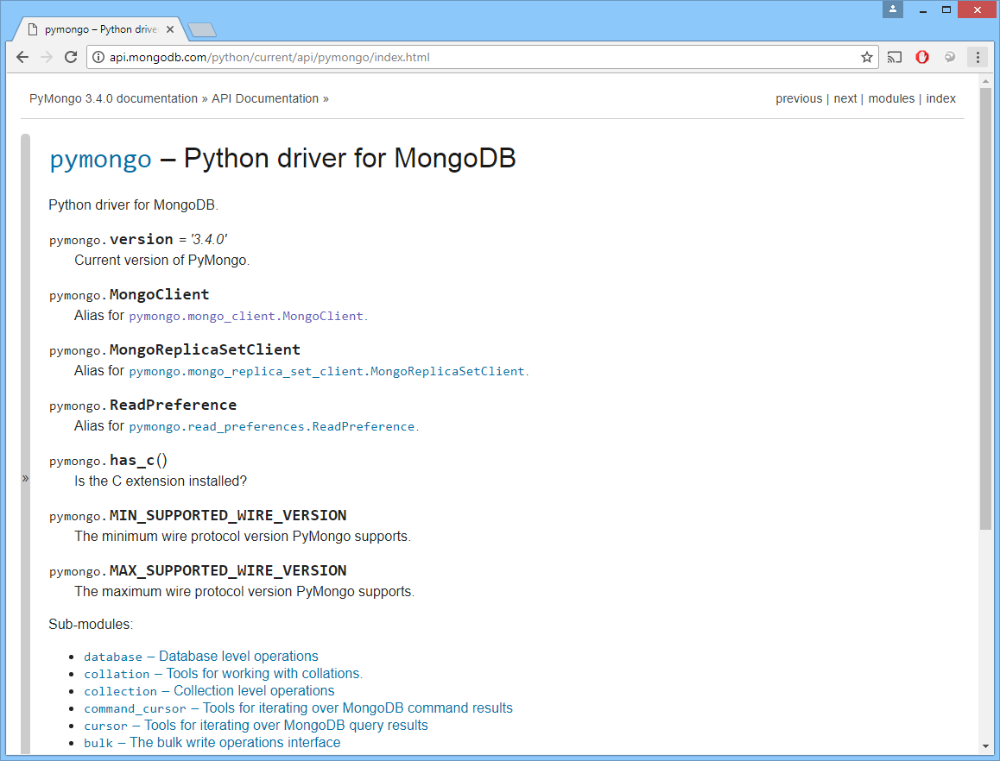 pymongo – Python drive
api.mongodb.com/python/current/api/pymongo/index.html
PyMongo 3.4.0 documentation » API Documentation »
previous | next | modules | index
pymongo – Python driver for MongoDB
Python driver for MongoDB.
pymongo.version = '3.4.0'
Current version of PyMongo.
pymongo.MongoClient
Alias for pymongo.mongo_client.MongoClient.
pymongo.MongoReplicaSetClient
Alias for pymongo.mongo_replica_set_client.MongoReplicaSetClient.
pymongo.ReadPreference
Alias for pymongo.read_preferences.ReadPreference.
pymongo.has_c()
»
Is the C extension installed?
pymongo.MIN_SUPPORTED_WIRE_VERSION
The minimum wire protocol version PyMongo supports.
pymongo.MAX_SUPPORTED_WIRE_VERSION
The maximum wire protocol version PyMongo supports.
Sub-modules:
• database – Database level operations
• collation – Tools for working with collations.
• collection – Collection level operations
• command_cursor – Tools for iterating over MongoDB command results
• cursor – Tools for iterating over MongoDB query results
• bulk – The bulk write operations interface